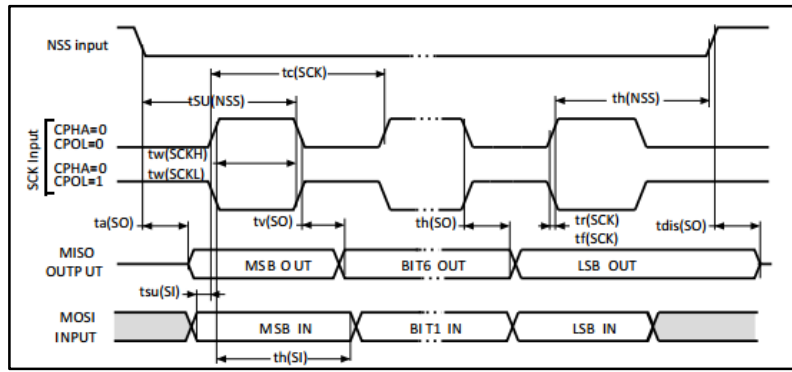 NSS input
tc(SCK)
tSU(NSS)
th(NSS)
SCK Input
CPHA=0
CPOL=0
tw(SCKH)
CPHA=0
CPOL=1
tw(SCKL)
ta(SO)
tv(SO)
th(SO)
tr(SCK)
tf(SCK)
tdis(SO)
MISO
OUTPUT
MSB OUT
BIT6 OUT
LSB OUT
tsu(SI)
MOSI
INPUT
MSB IN
BIT1 IN
LSB IN
th(SI)